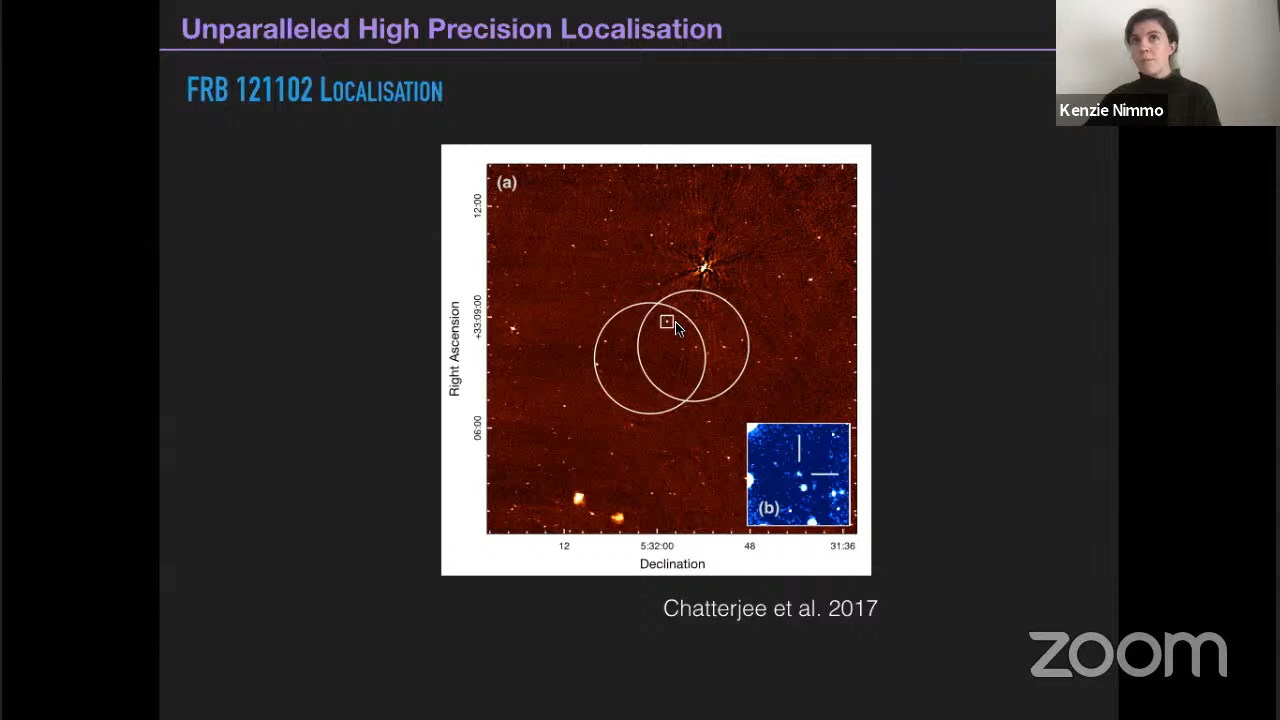 Unparalleled High Precision Localisation
FRB 121102 Localisation
Kenzie Nimmo
(a)
12:00
+33:09:00
06:00
Right Ascension
(b)
12
5:32:00
48
31:36
Declination
Chatterjee et al. 2017
zoom